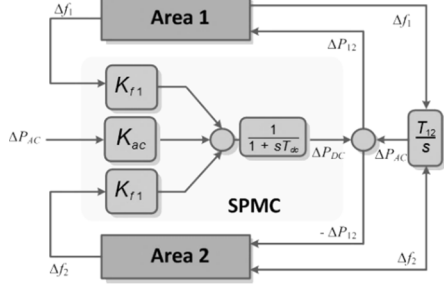 Δf1
Area 1
Δf1
ΔP12
Kf1
ΔPAC
Kac
1
1 + sTdc
ΔPDC
ΔPAC
T12
s
Kf1
SPMC
- ΔP12
Area 2
Δf2
Δf2